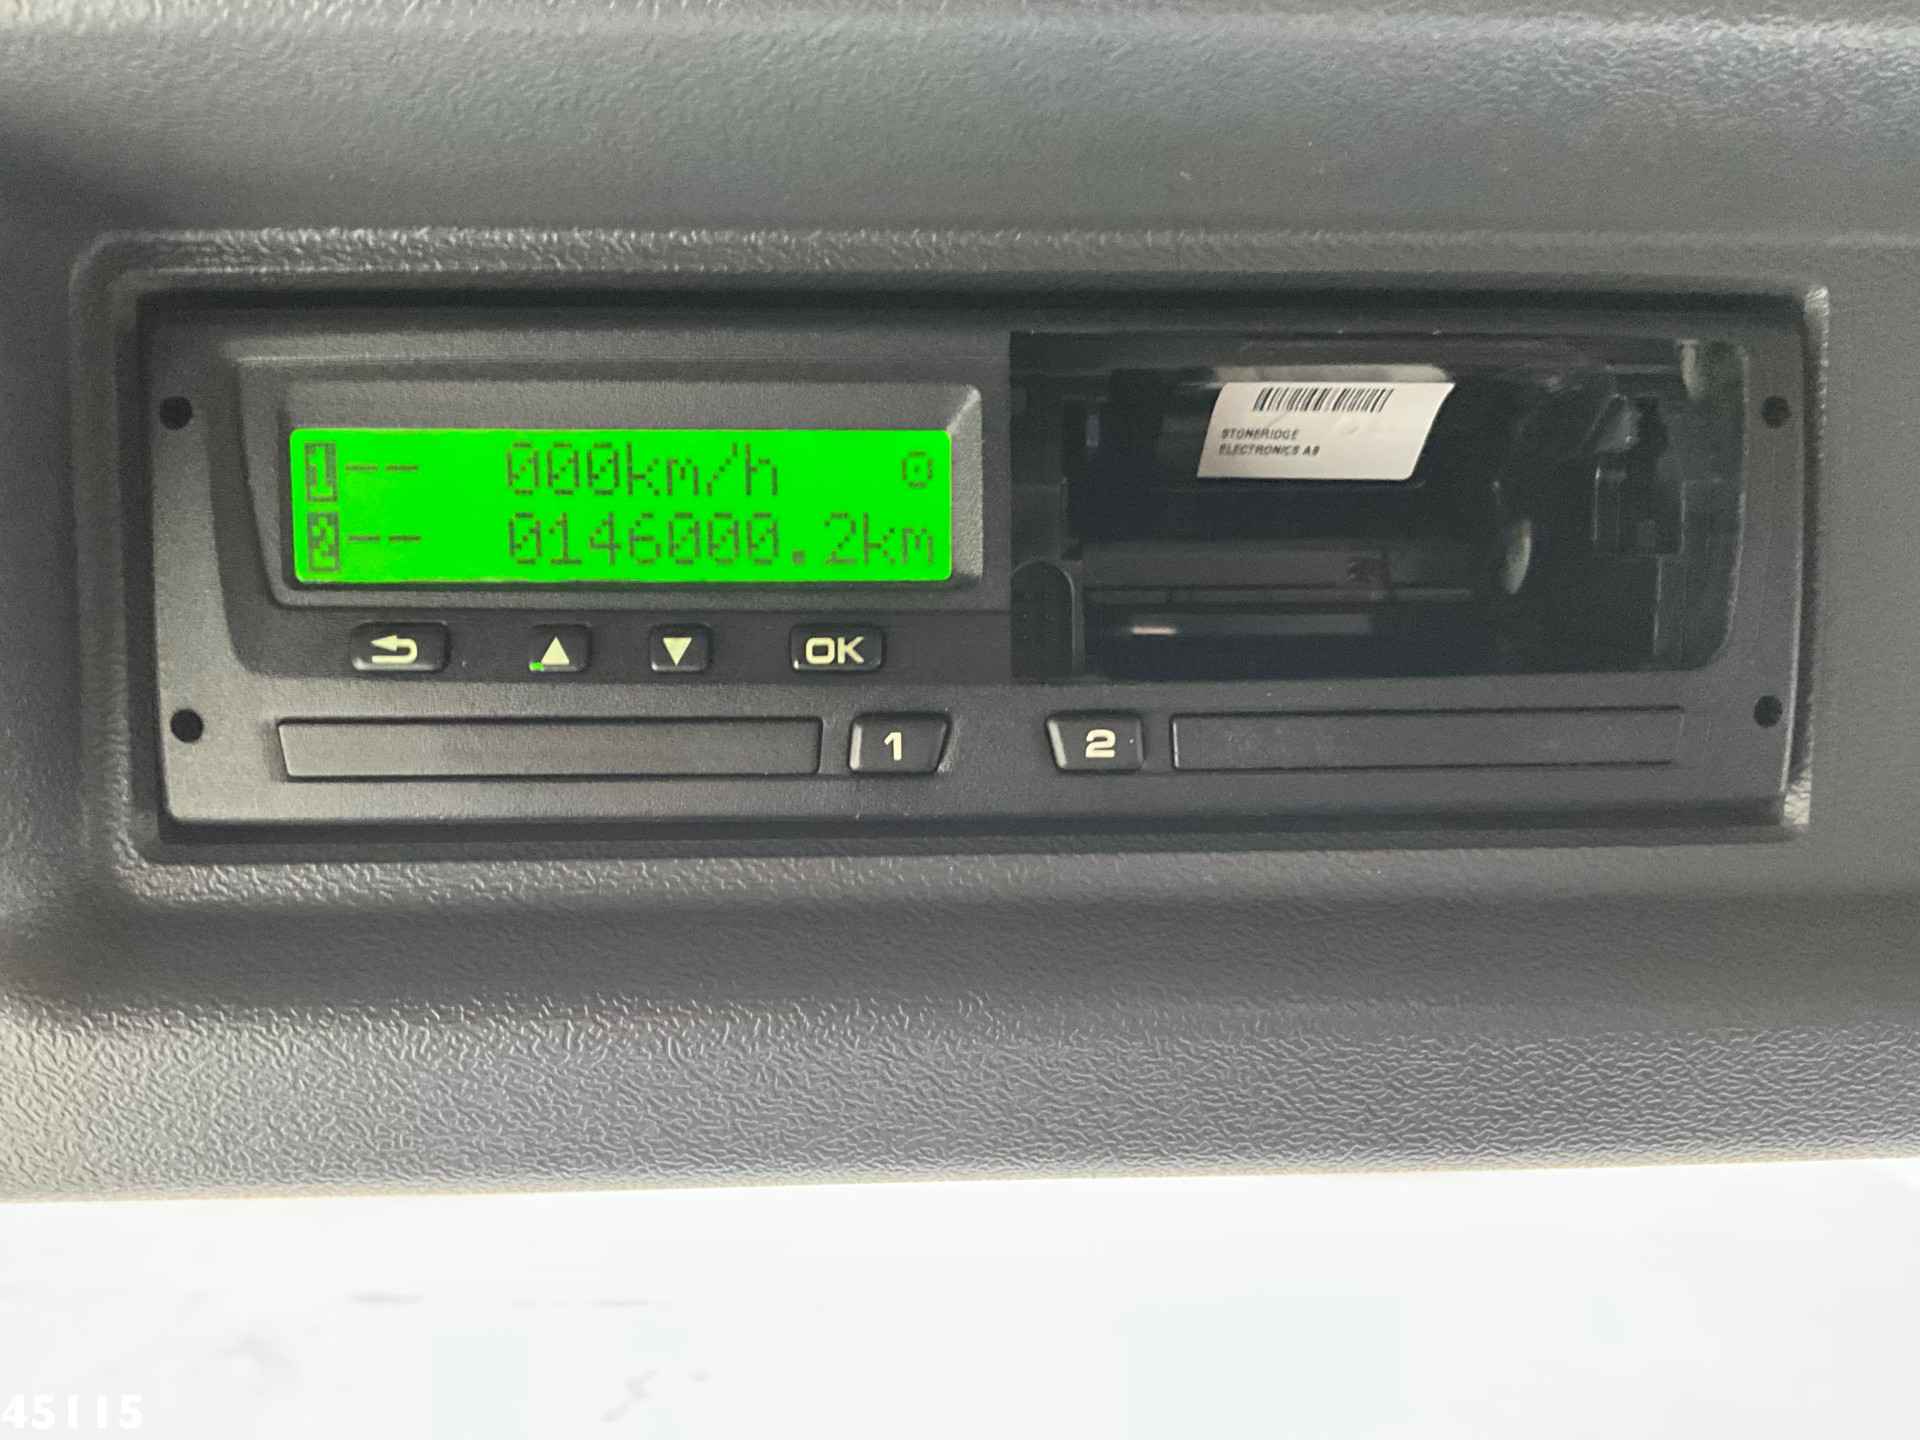 1-- 000km/h
2-- 0146000.2km
STONERIDGE
ELECTRONICS AB
OK
1 2
45115